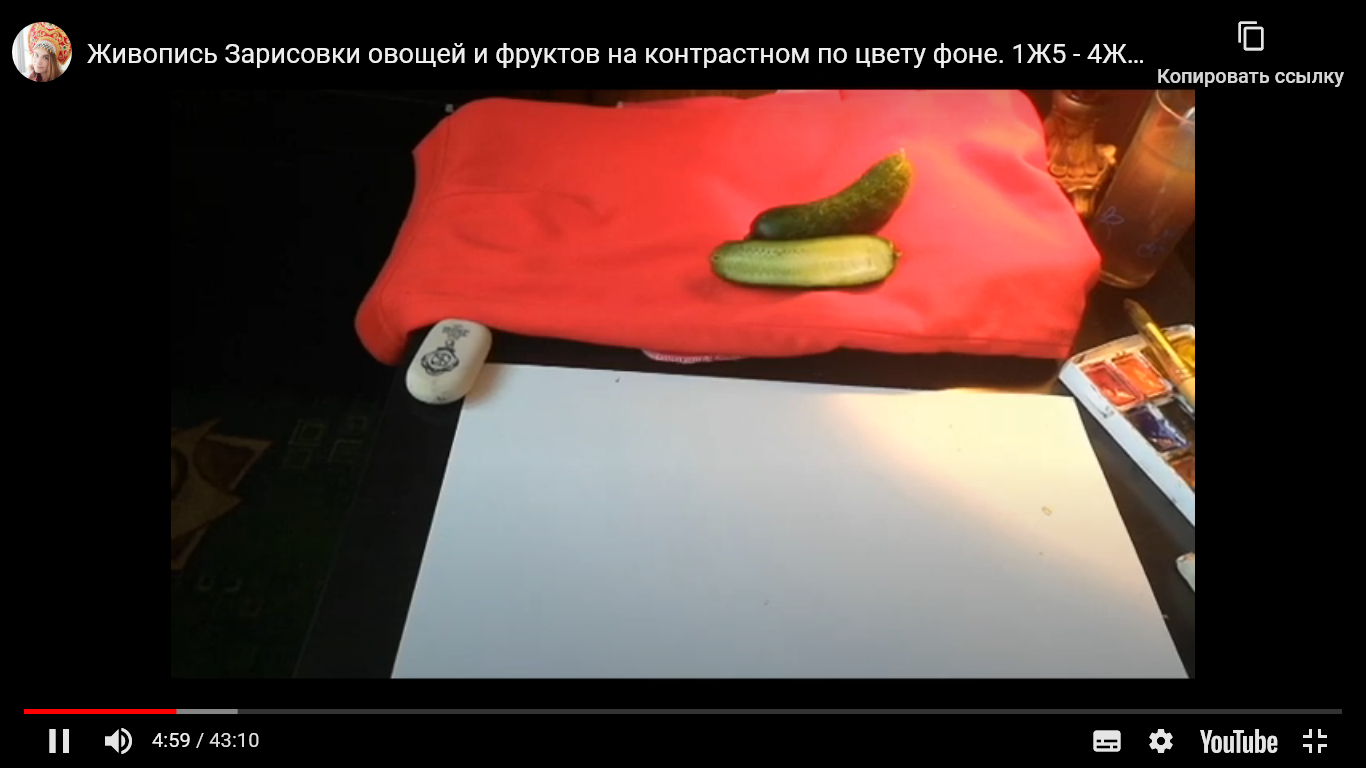 Живопись Зарисовки овощей и фруктов на контрастном по цвету фоне. 1Ж5 - 4Ж...
Копировать ссылку
4:59 / 43:10
YouTube